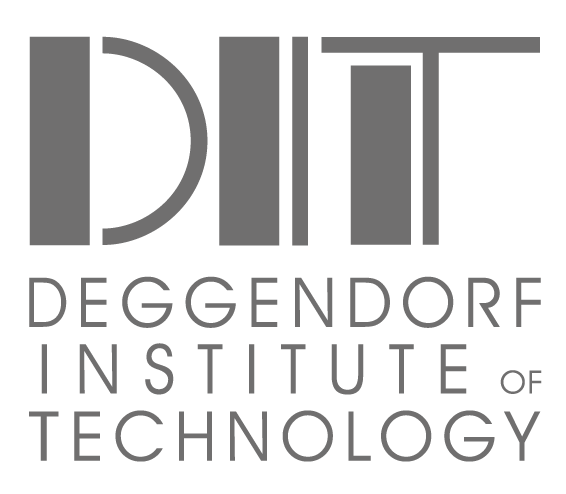 DIT
DEGGENDORF
INSTITUTE OF
TECHNOLOGY